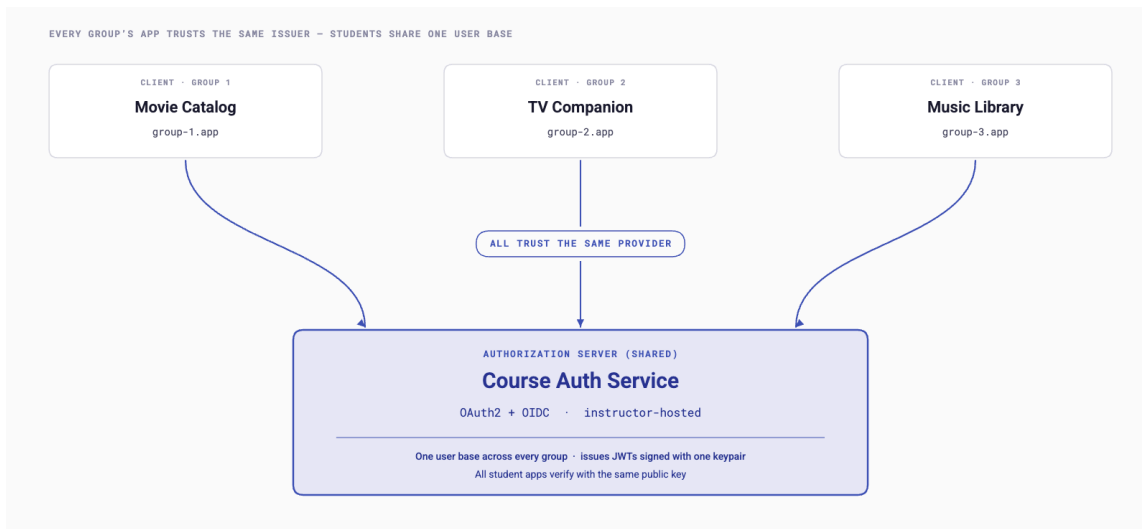 EVERY GROUP'S APP TRUSTS THE SAME ISSUER — STUDENTS SHARE ONE USER BASE
CLIENT · GROUP 1
Movie Catalog
group-1.app
CLIENT · GROUP 2
TV Companion
group-2.app
CLIENT · GROUP 3
Music Library
group-3.app
ALL TRUST THE SAME PROVIDER
AUTHORIZATION SERVER (SHARED)
Course Auth Service
OAuth2 + OIDC · instructor-hosted
One user base across every group · issues JWTs signed with one keypair
All student apps verify with the same public key